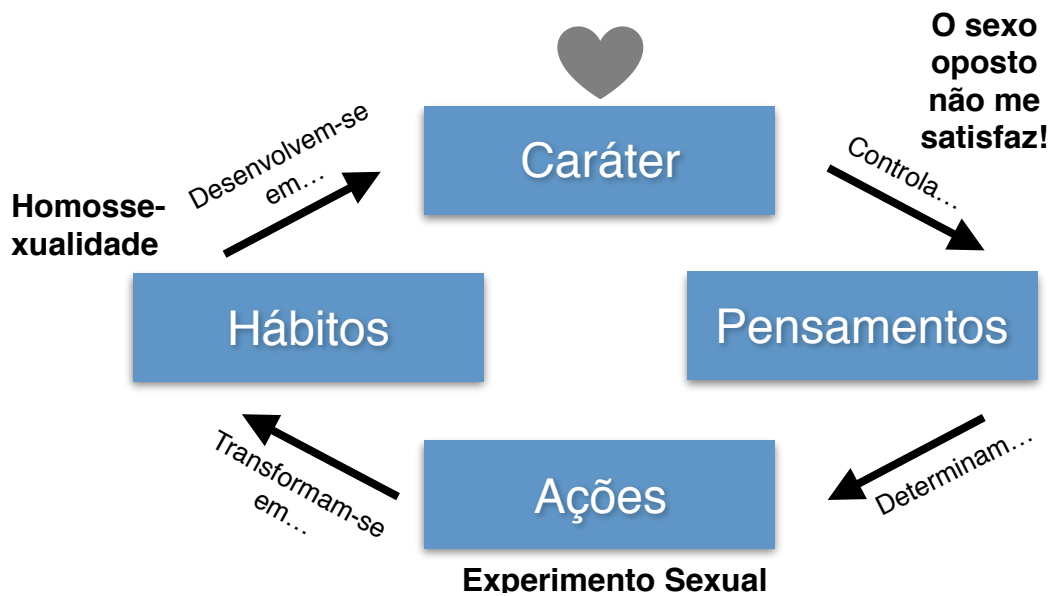 O sexo
oposto
não me
satisfaz!
Caráter
Desenvolvem-se
em…
Controla…
Homosse-
xualidade
Hábitos
Pensamentos
Transformam-se
em…
Ações
Determinam…
Experimento Sexual